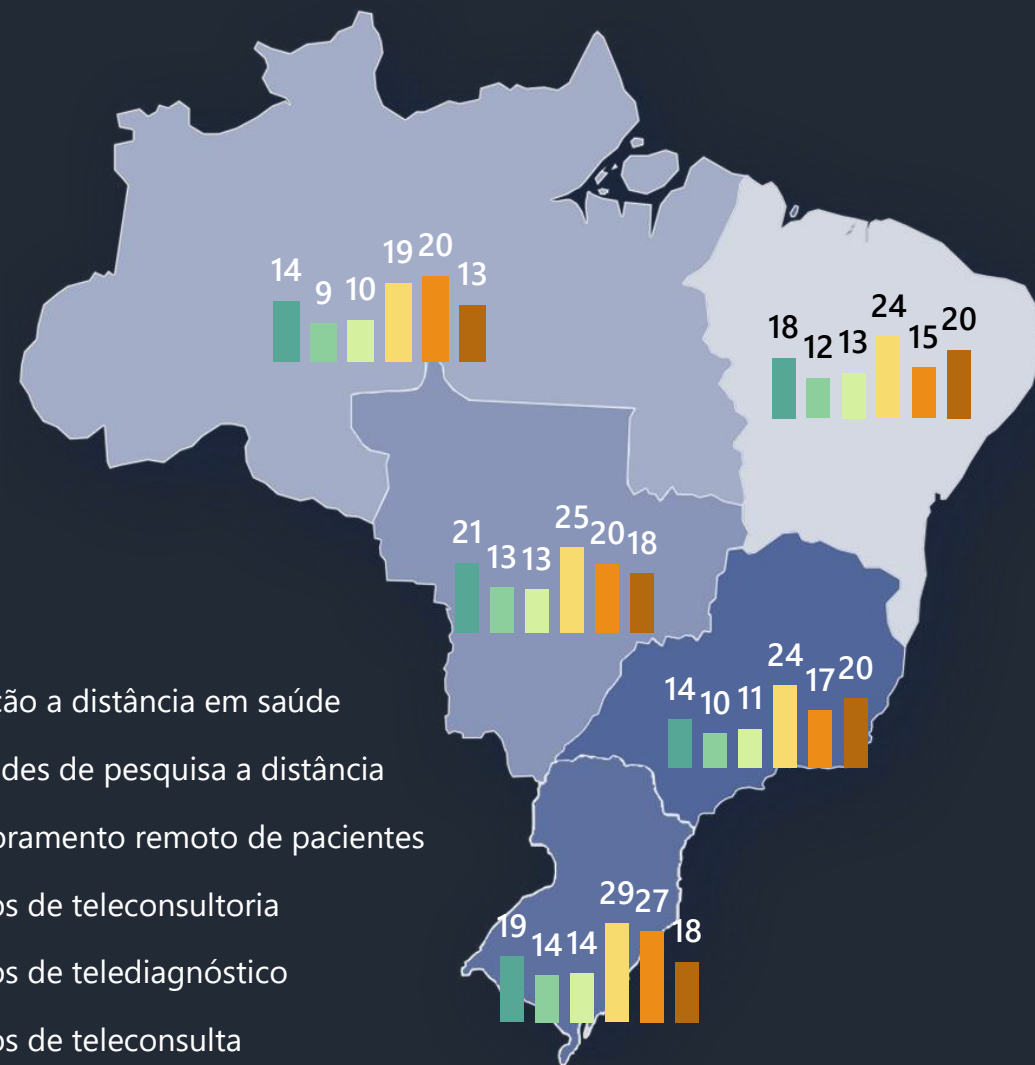 14 9 10 19 20 13
18 12 13 24 15 20
21 13 13 25 20 18
14 10 11 24 17 20
19 14 14 29 27 18
ção a distância em saúde
des de pesquisa a distância
oramento remoto de pacientes
os de teleconsultoria
os de telediagnóstico
os de teleconsulta